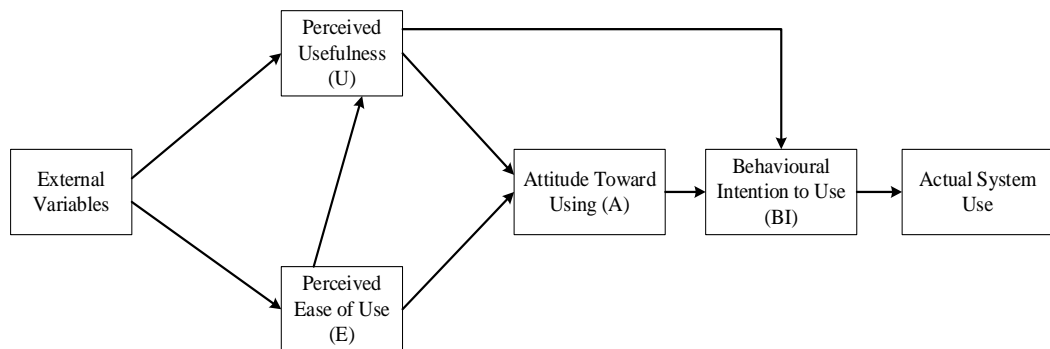 Perceived
Usefulness
(U)
External
Variables
Perceived
Ease of Use
(E)
Attitude Toward
Using (A)
Behavioural
Intention to Use
(BI)
Actual System
Use